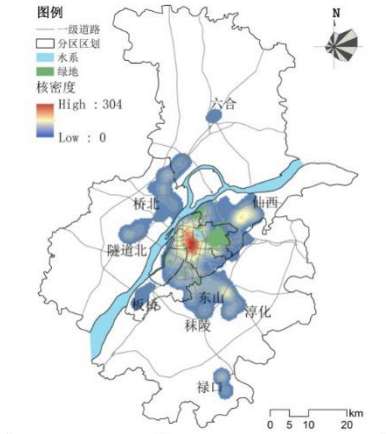 图例
一级道路
分区区划
水系
绿地
核密度
High : 304
Low : 0
N
六合
桥北
仙西
隧道北
板桥
东山
淳化
秣陵
禄口
km
0 5 10 20